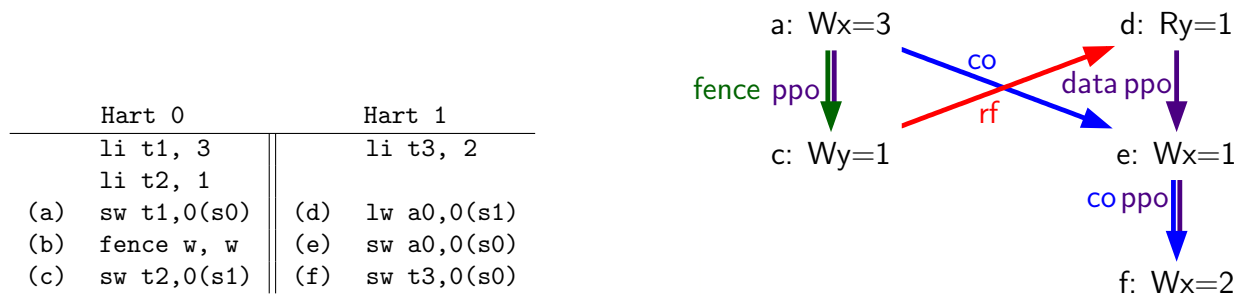 Hart 0 Hart 1
li t1, 3 li t3, 2
li t2, 1
(a) sw t1,0(s0) (d) lw a0,0(s1)
(b) fence w, w (e) sw a0,0(s0)
(c) sw t2,0(s1) (f) sw t3,0(s0)
a: Wx=3 d: Ry=1
co
fence ppo data ppo
rf
c: Wy=1 e: Wx=1
co ppo
f: Wx=2